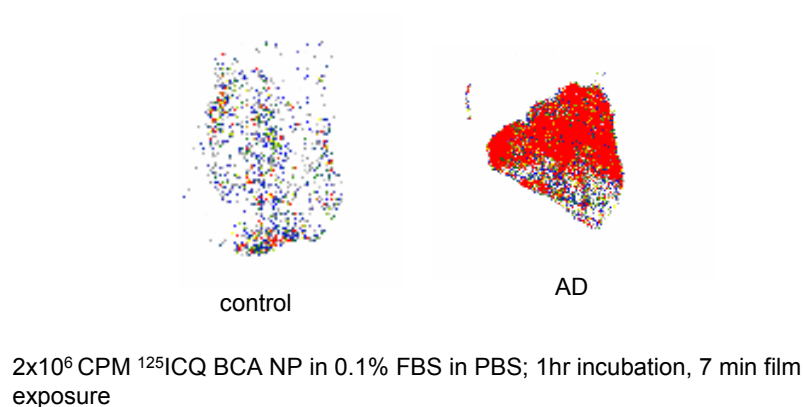 control
AD
2x10⁶ CPM ¹²⁵ICQ BCA NP in 0.1% FBS in PBS; 1hr incubation, 7 min film
exposure